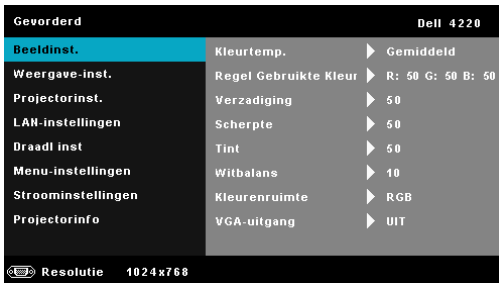 Gevorderd Dell 4220
Beeldinst. Kleurtemp. Gemiddeld
Weergave-inst. Regel Gebruikte Kleur R: 50 G: 50 B: 50
Projectorinst. Verzadiging 50
LAN-instellingen Scherpte 50
Draadl inst Tint 50
Menu-instellingen Witbalans 10
Stroominstellingen Kleurenruimte RGB
Projectorinfo VGA-uitgang UIT
Resolutie 1024x768